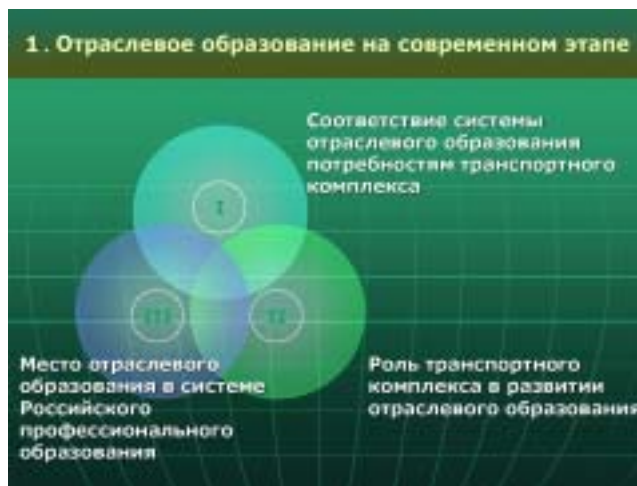 1. Отраслевое образование на современном этапе
Соответствие системы
отраслевого образования
потребностям транспортного
комплекса
I
III
II
Место отраслевого
образования в системе
Российского
профессионального
образования
Роль транспортного
комплекса в развитии
отраслевого образования